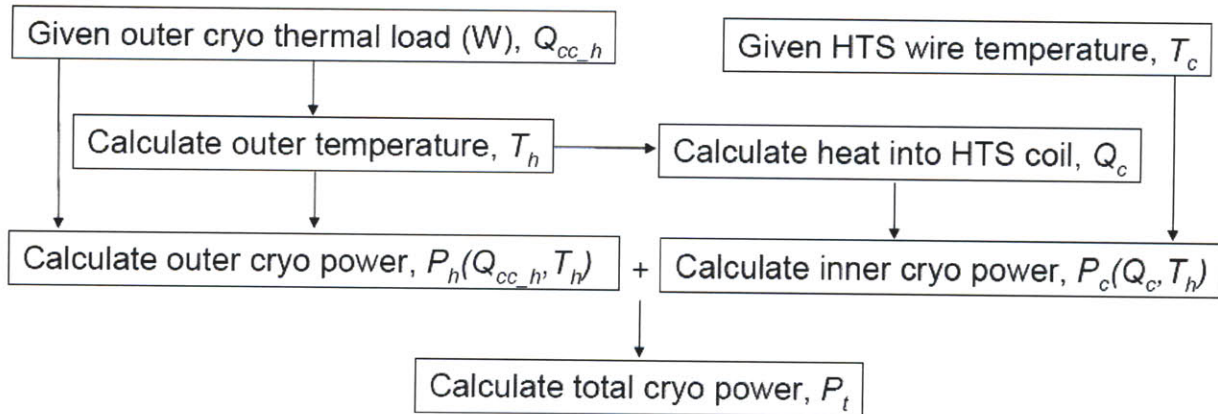 Given outer cryo thermal load (W), Q_cc_h
Given HTS wire temperature, T_c
Calculate outer temperature, T_h
Calculate heat into HTS coil, Q_c
Calculate outer cryo power, P_h(Q_cc_h,T_h)
+
Calculate inner cryo power, P_c(Q_c,T_h)
Calculate total cryo power, P_t